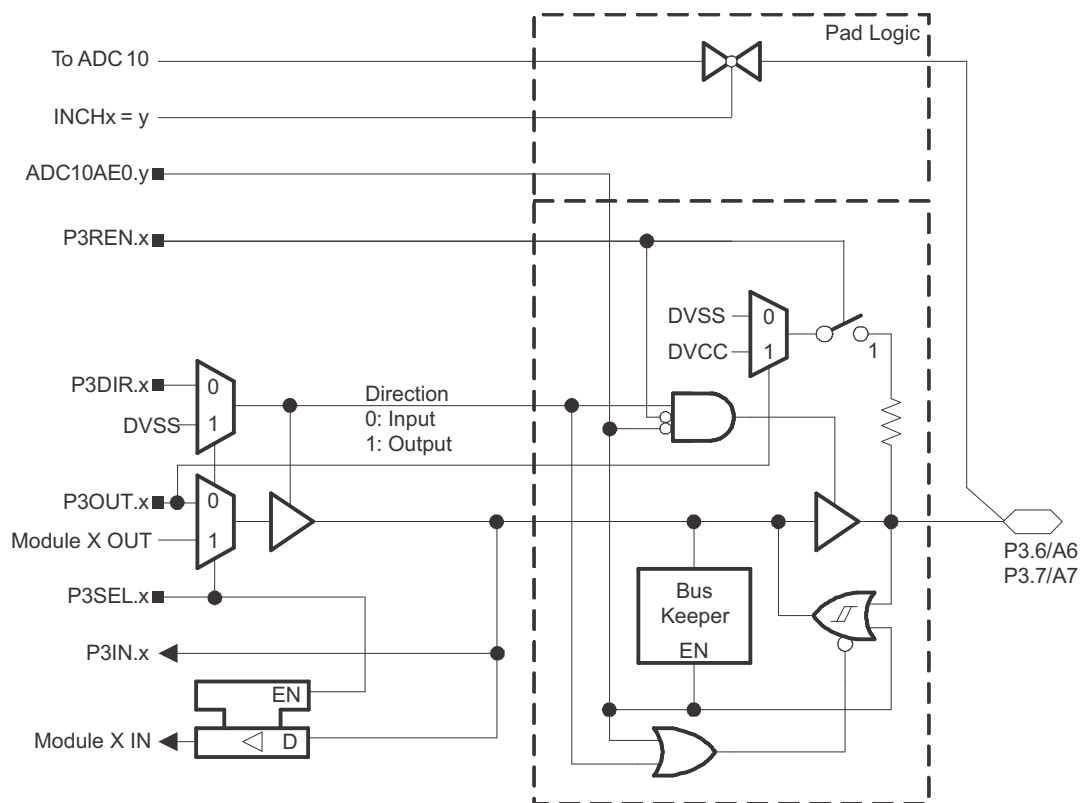 Pad Logic
To ADC 10
INCHx = y
ADC10AE0.y
P3REN.x
DVSS
0
DVCC
1
1
P3DIR.x
0
DVSS
1
Direction
0: Input
1: Output
P3OUT.x
0
Module X OUT
1
P3SEL.x
P3IN.x
EN
Module X IN
D
Bus
Keeper
EN
P3.6/A6
P3.7/A7